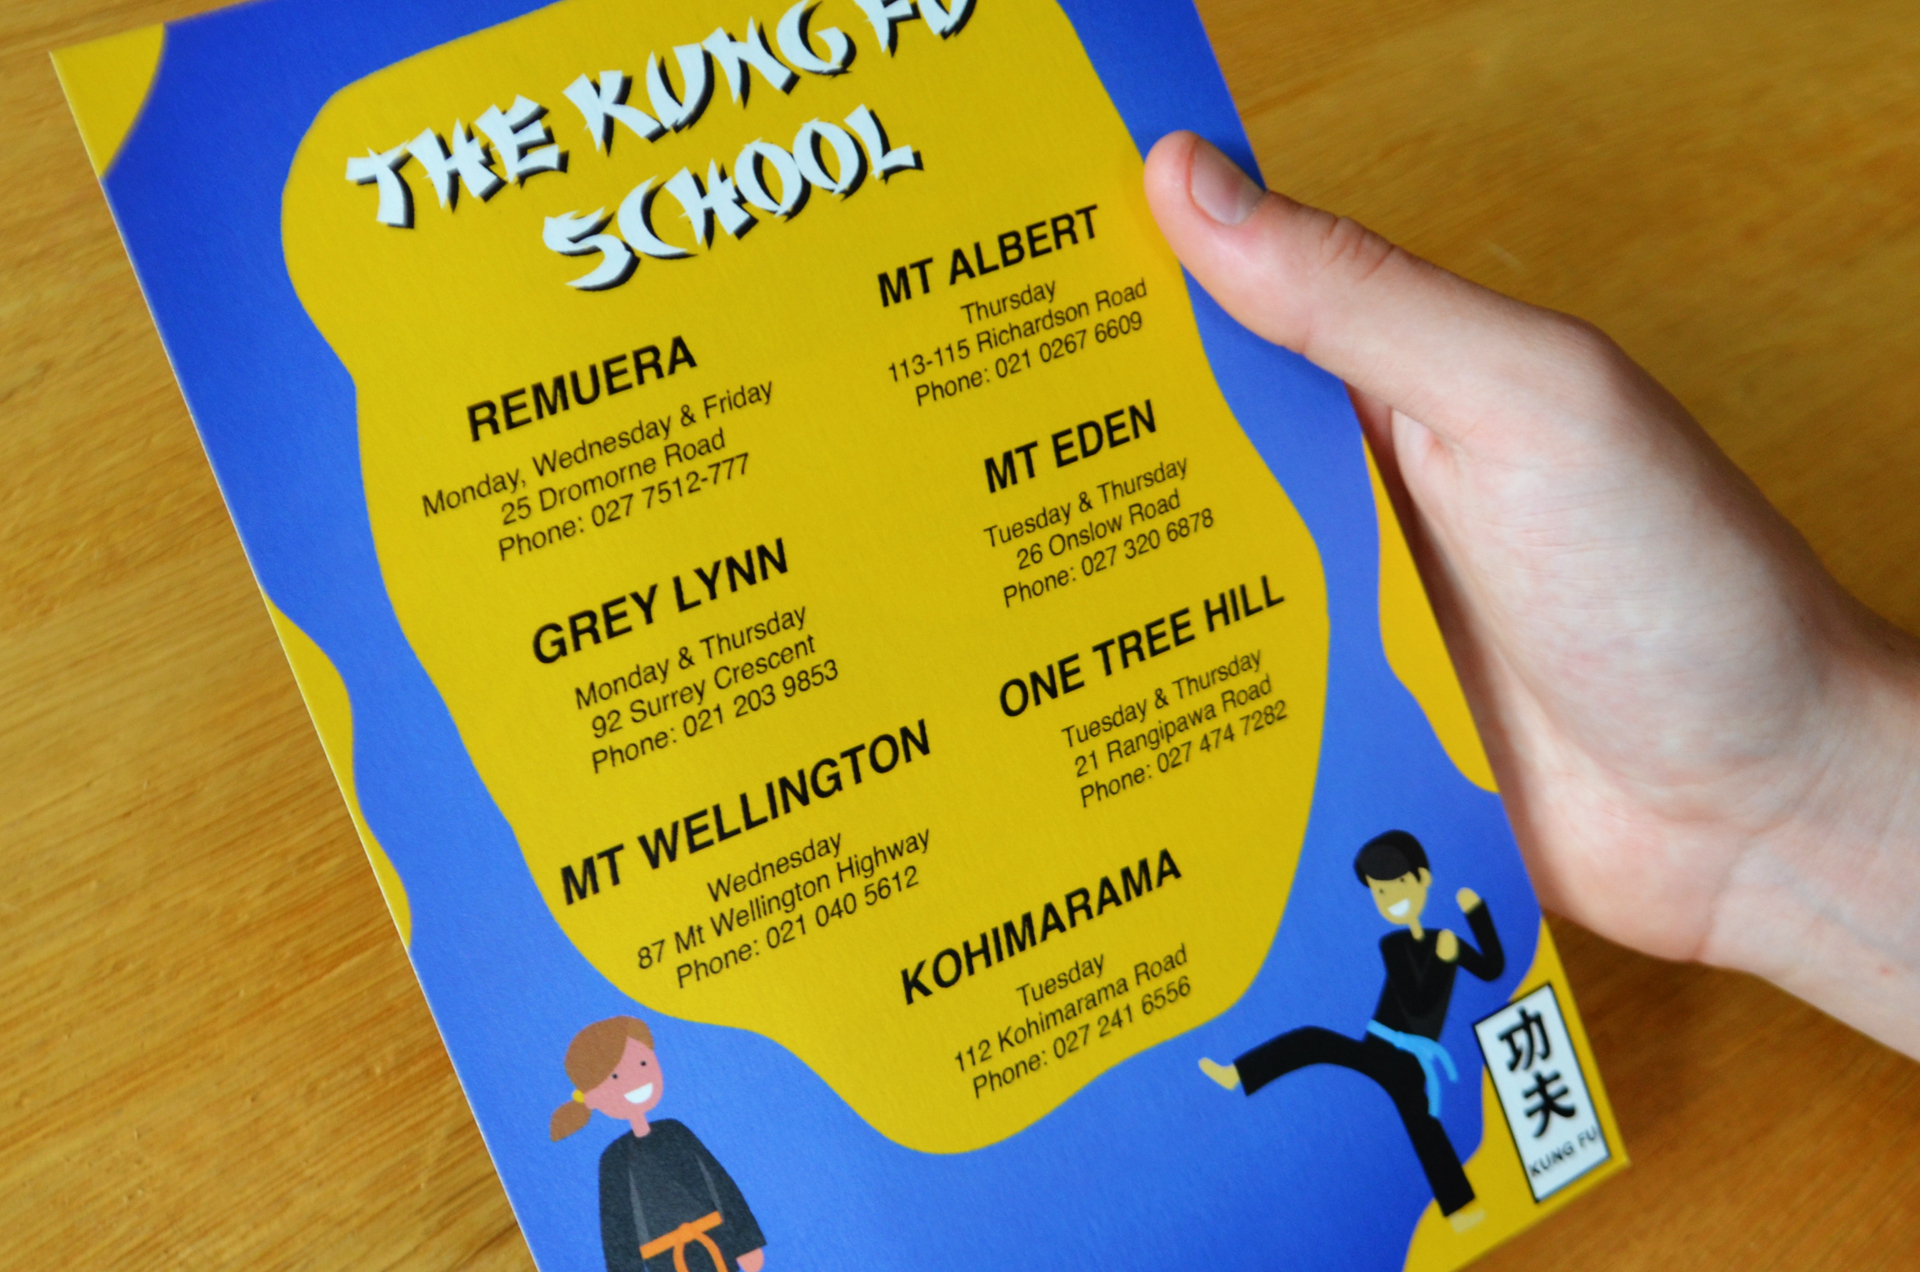 THE KUNG FU
SCHOOL
REMUERA
Monday, Wednesday & Friday
25 Dromorne Road
Phone: 027 7512-777
GREY LYNN
Monday & Thursday
92 Surrey Crescent
Phone: 021 203 9853
MT WELLINGTON
Wednesday
87 Mt Wellington Highway
Phone: 021 040 5612
MT ALBERT
Thursday
113-115 Richardson Road
Phone: 021 0267 6609
MT EDEN
Tuesday & Thursday
26 Onslow Road
Phone: 027 320 6878
ONE TREE HILL
Tuesday & Thursday
21 Rangipawa Road
Phone: 027 474 7282
KOHIMARAMA
Tuesday
112 Kohimarama Road
Phone: 027 241 6556
功
夫
KUNG FU